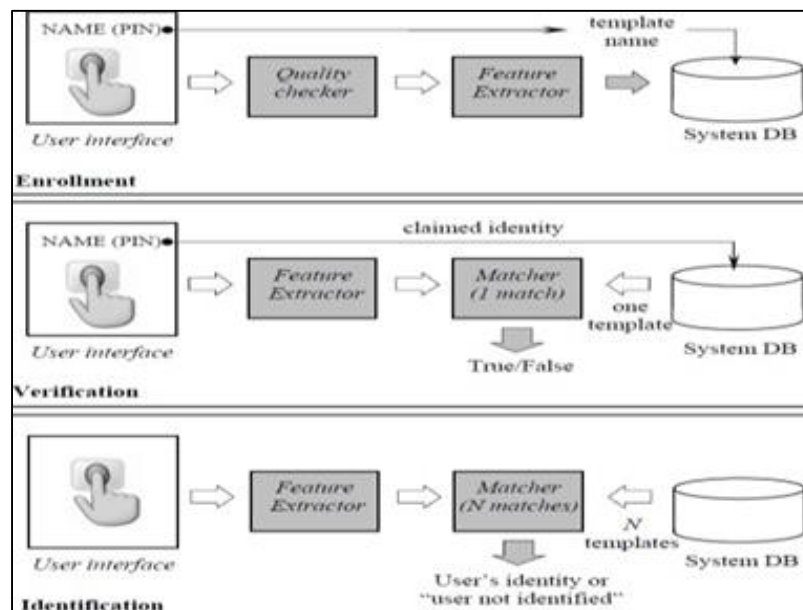 NAME (PIN)
template
name
Quality
checker
Feature
Extractor
User interface
System DB
Enrollment
NAME (PIN)
claimed identity
Feature
Extractor
Matcher
(1 match)
one
template
User interface
System DB
True/False
Verification
Feature
Extractor
Matcher
(N matches)
N
templates
User interface
System DB
User's identity or
"user not identified"
Identification